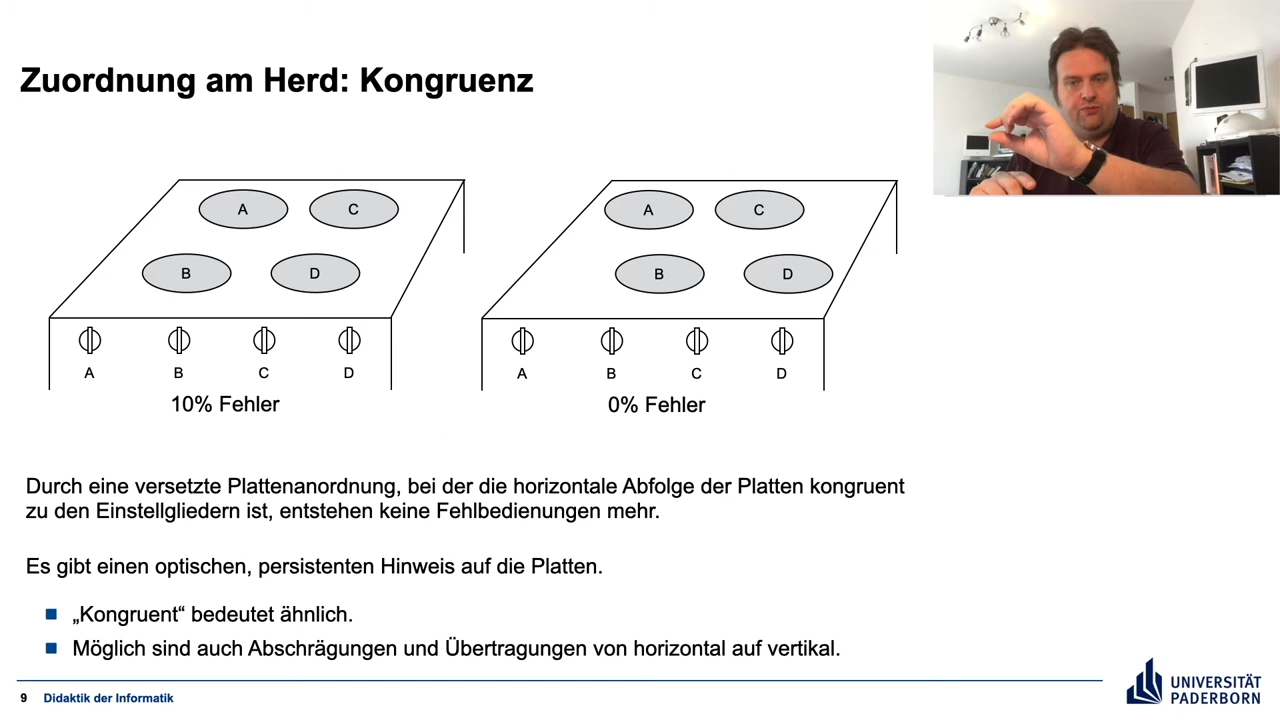 Zuordnung am Herd: Kongruenz
A C
B D
A B C D
10% Fehler
A C
B D
A B C D
0% Fehler
Durch eine versetzte Plattenanordnung, bei der die horizontale Abfolge der Platten kongruent
zu den Einstellgliedern ist, entstehen keine Fehlbedienungen mehr.
Es gibt einen optischen, persistenten Hinweis auf die Platten.
„Kongruent“ bedeutet ähnlich.
Möglich sind auch Abschrägungen und Übertragungen von horizontal auf vertikal.
9 Didaktik der Informatik
UNIVERSITÄT
PADERBORN